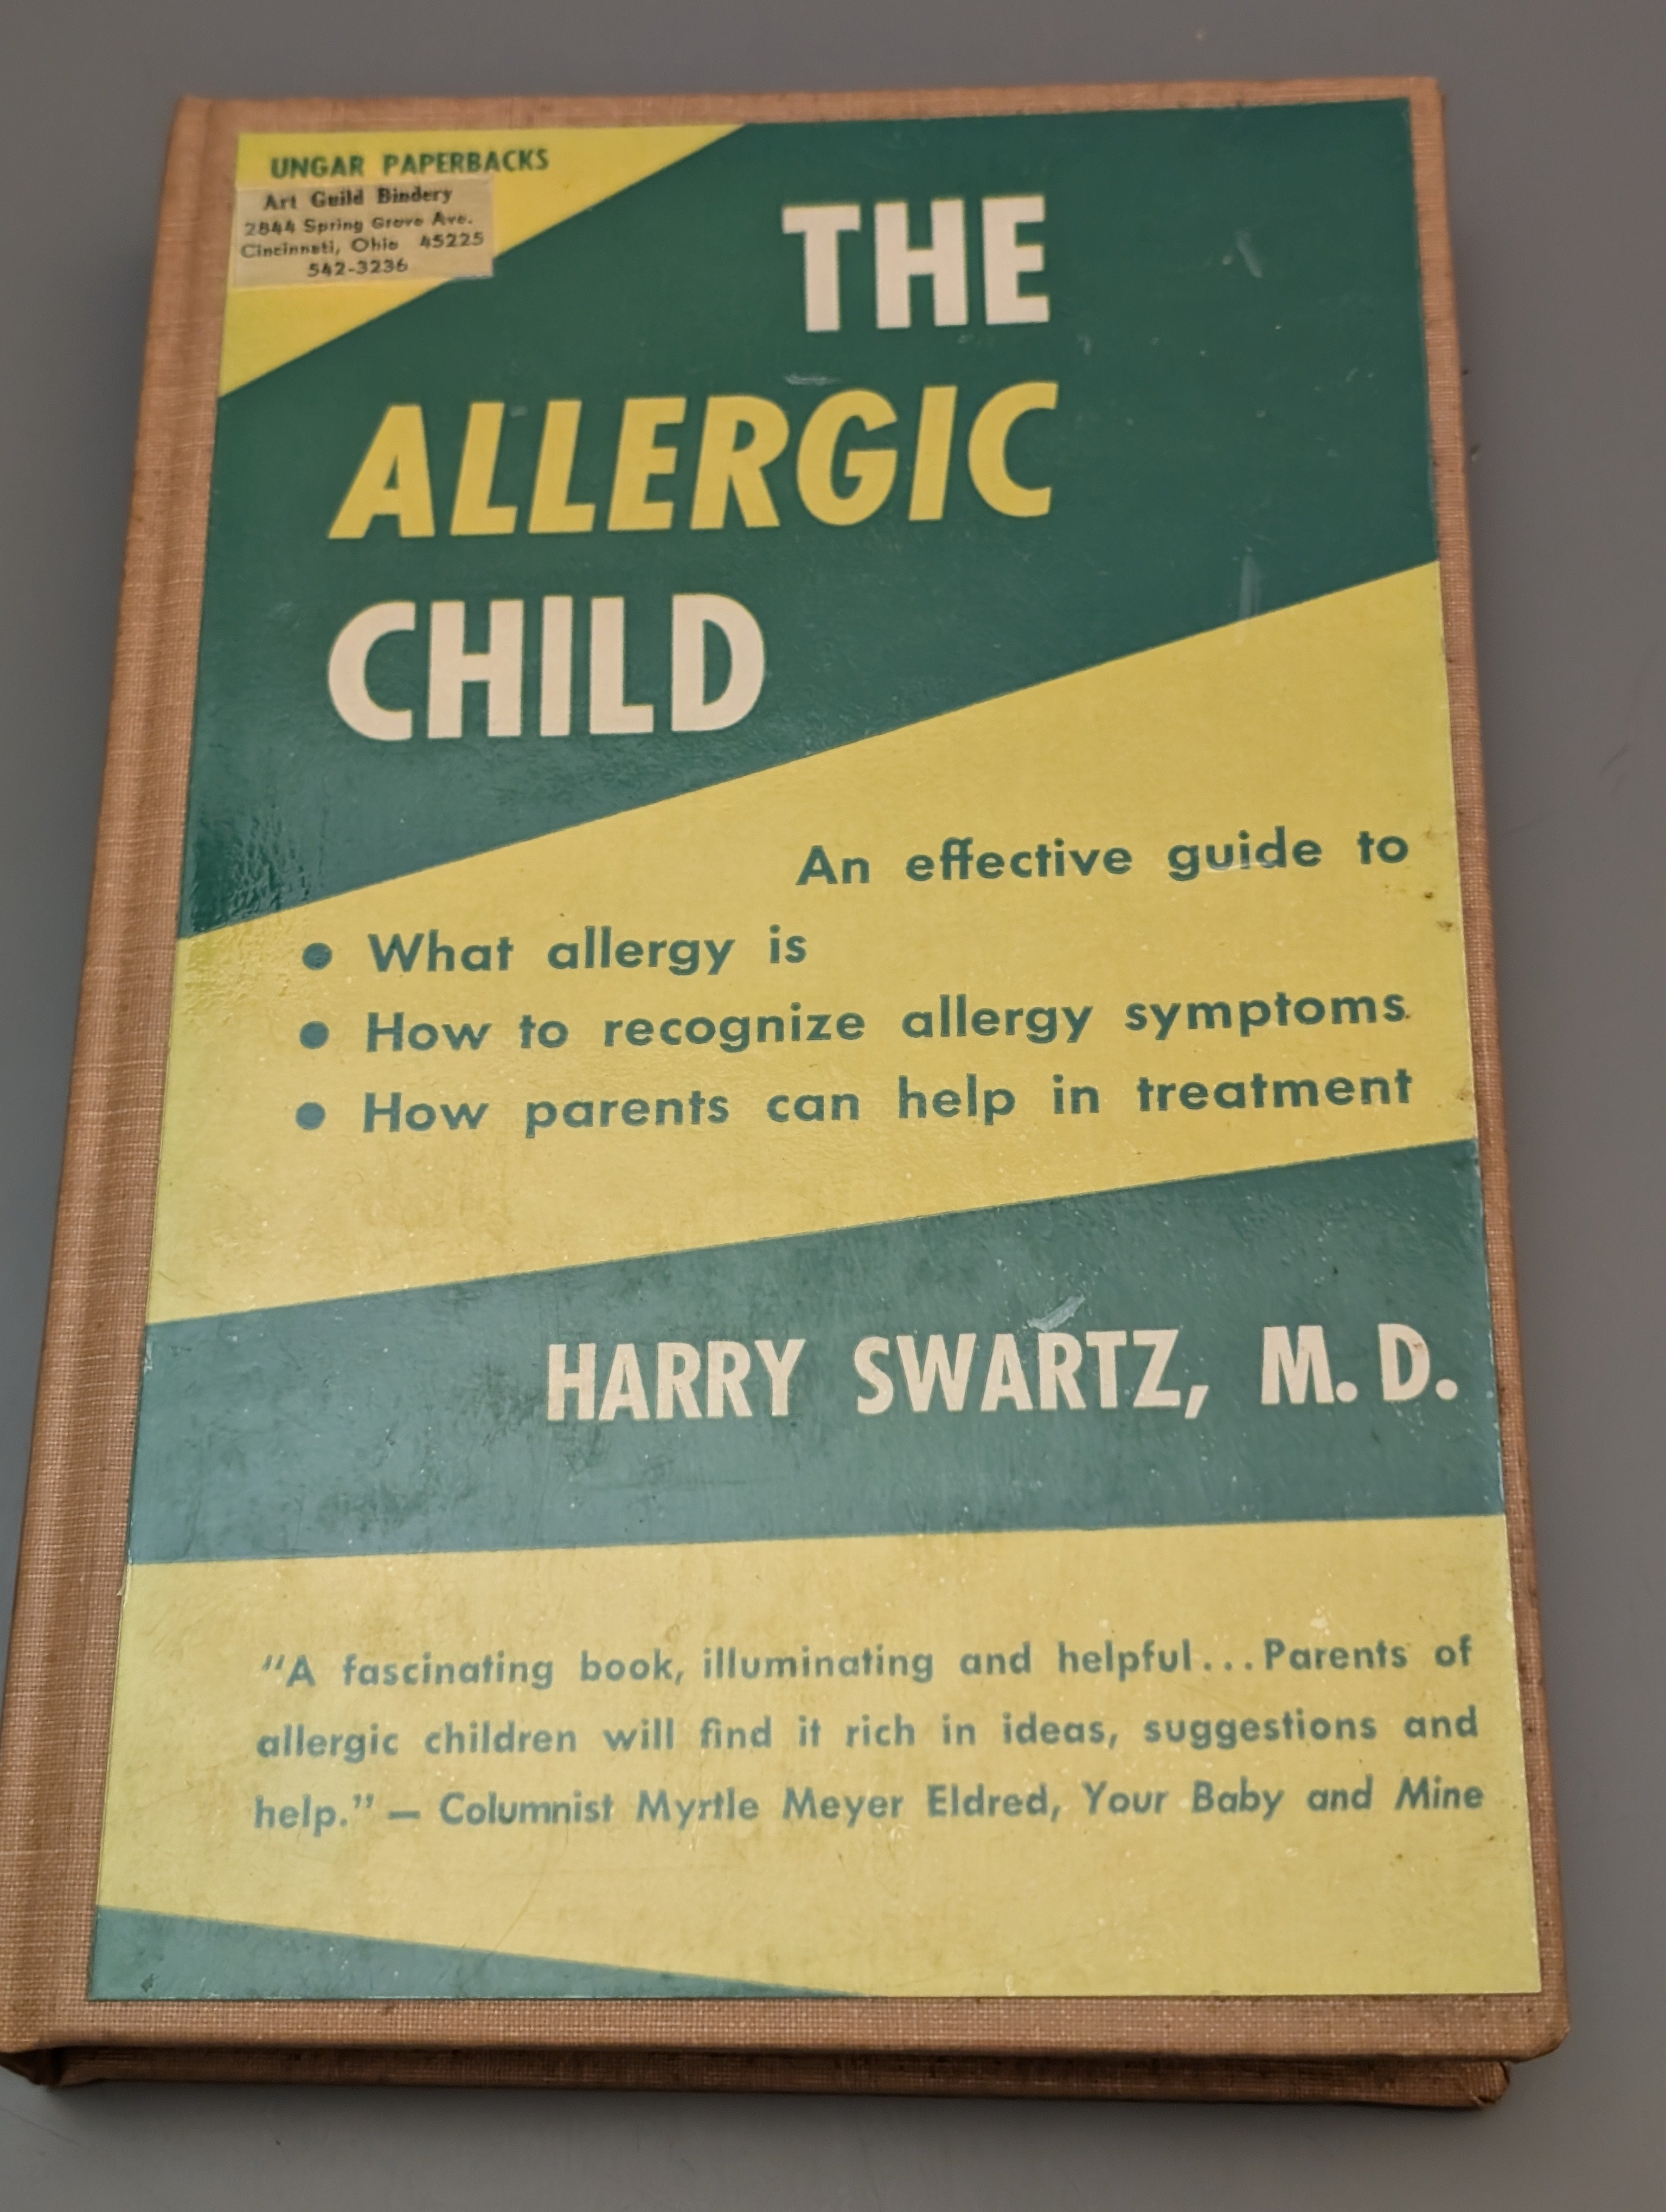 UNGAR PAPERBACKS
Art Guild Bindery
2844 Spring Grove Ave.
Cincinnati, Ohio 45225
542-3236
THE
ALLERGIC
CHILD
An effective guide to
● What allergy is
● How to recognize allergy symptoms
● How parents can help in treatment
HARRY SWARTZ, M. D.
"A fascinating book, illuminating and helpful...Parents of
allergic children will find it rich in ideas, suggestions and
help." — Columnist Myrtle Meyer Eldred, Your Baby and Mine